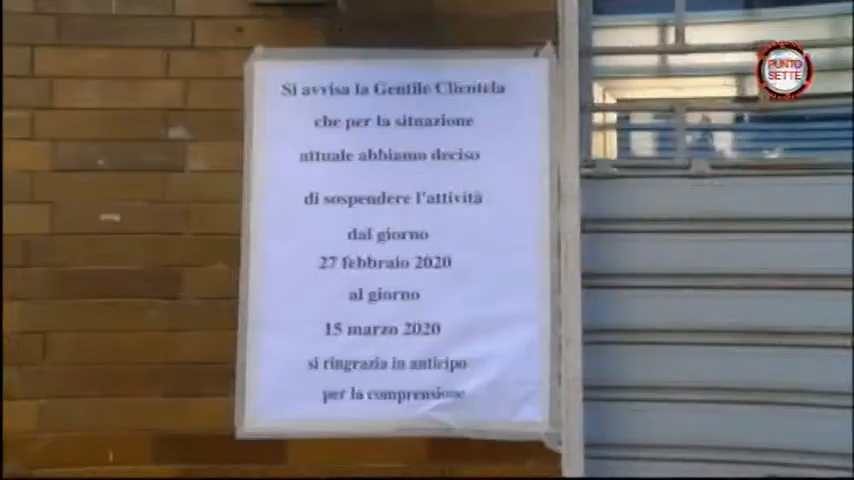 Si avvisa la Gentile Clientela
che per la situazione
attuale abbiamo deciso
di sospendere l'attività
dal giorno
27 febbraio 2020
al giorno
15 marzo 2020
si ringrazia in anticipo
per la comprensione
PUNTO
SETTE